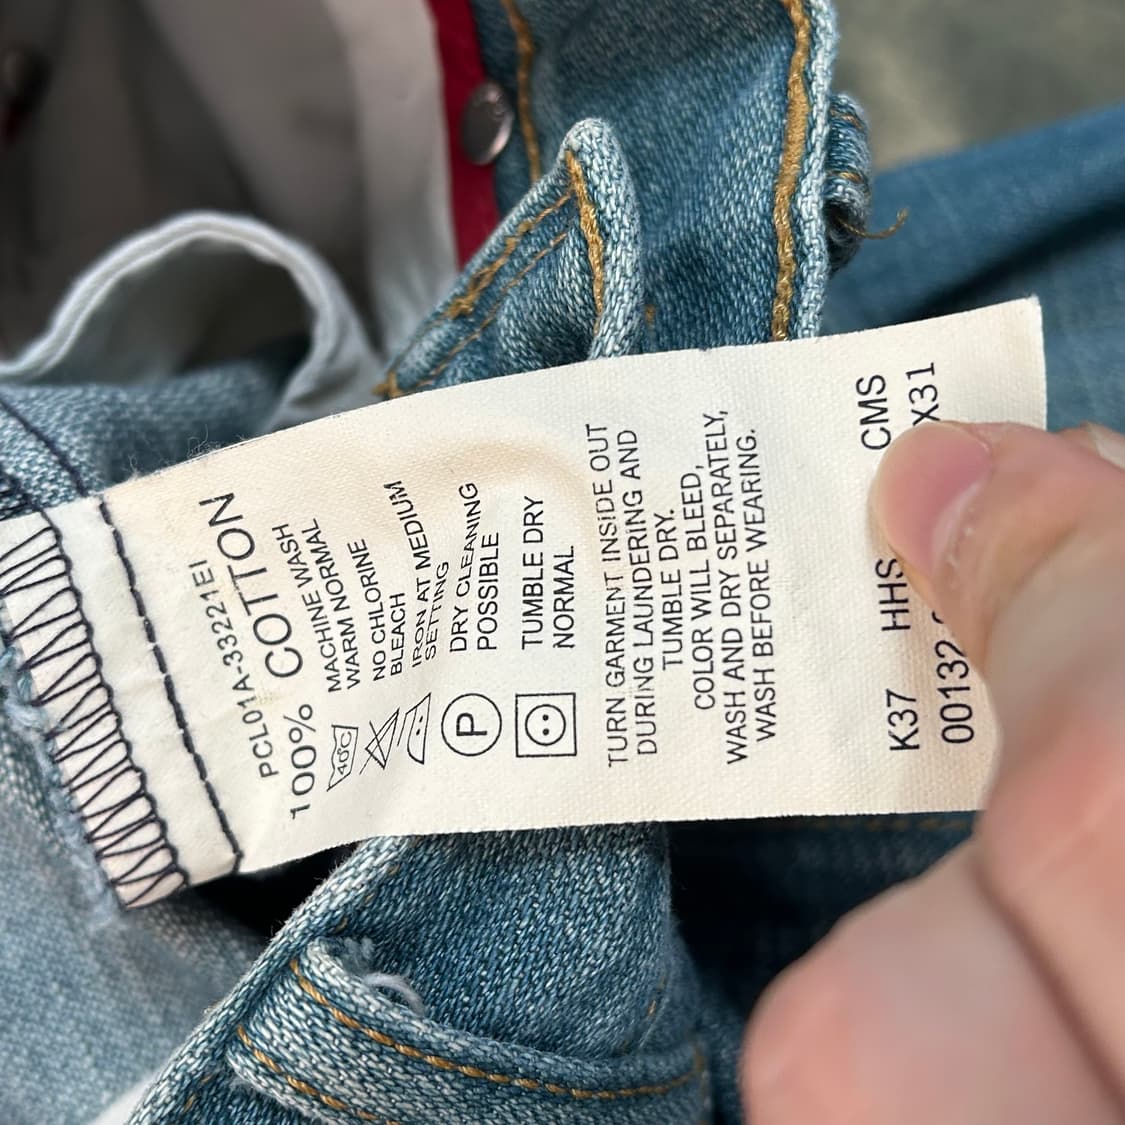 PCL01A-33221EI
100% COTTON
MACHINE WASH
WARM NORMAL
40C
NO CHLORINE
BLEACH
IRON AT MEDIUM
SETTING
DRY CLEANING
POSSIBLE
P
TUMBLE DRY
NORMAL
TURN GARMENT INSIDE OUT
DURING LAUNDERING AND
TUMBLE DRY.
COLOR WILL BLEED,
WASH AND DRY SEPARATELY,
WASH BEFORE WEARING.
K37 HHS CMS
00132 X31